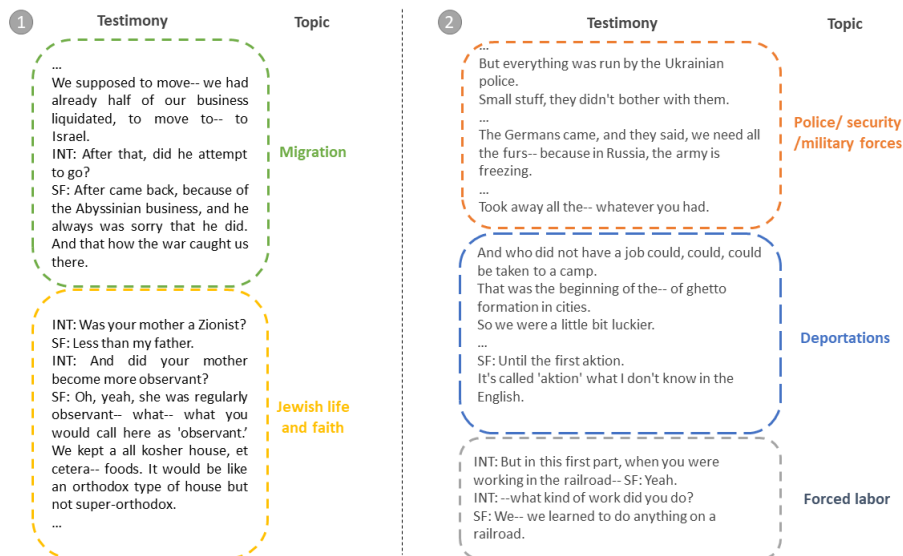 1
Testimony
Topic
…
We supposed to move-- we had
already half of our business
liquidated, to move to-- to
Israel.
INT: After that, did he attempt
to go?
SF: After came back, because of
the Abyssinian business, and he
always was sorry that he did.
And that how the war caught us
there.
Migration
INT: Was your mother a Zionist?
SF: Less than my father.
INT: And did your mother
become more observant?
SF: Oh, yeah, she was regularly
observant-- what-- what you
would call here as 'observant.’
We kept a all kosher house, et
cetera-- foods. It would be like
an orthodox type of house but
not super-orthodox.
…
Jewish life
and faith
2
Testimony
Topic
…
But everything was run by the Ukrainian
police.
Small stuff, they didn't bother with them.
…
The Germans came, and they said, we need all
the furs-- because in Russia, the army is
freezing.
…
Took away all the-- whatever you had.
Police/ security
/military forces
And who did not have a job could, could, could
be taken to a camp.
That was the beginning of the-- of ghetto
formation in cities.
So we were a little bit luckier.
…
SF: Until the first aktion.
It's called 'aktion' what I don't know in the
English.
Deportations
INT: But in this first part, when you were
working in the railroad-- SF: Yeah.
INT: --what kind of work did you do?
SF: We-- we learned to do anything on a
railroad.
Forced labor